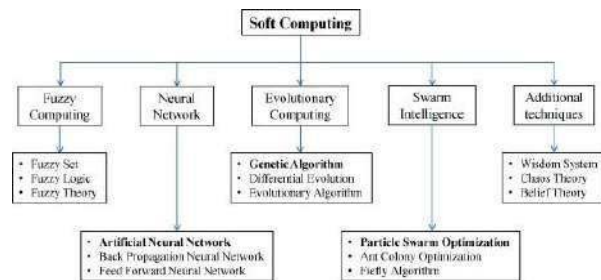 Soft Computing
Fuzzy
Computing
Neural
Network
Evolutionary
Computing
Swarm
Intelligence
Additional
techniques
• Fuzzy Set
• Fuzzy Logic
• Fuzzy Theory
• Genetic Algorithm
• Differential Evolution
• Evolutionary Algorithm
• Wisdom System
• Chaos Theory
• Belief Theory
• Artificial Neural Network
• Back Propagation Neural Network
• Feed Forward Neural Network
• Particle Swarm Optimization
• Ant Colony Optimization
• Fiefly Algorithm